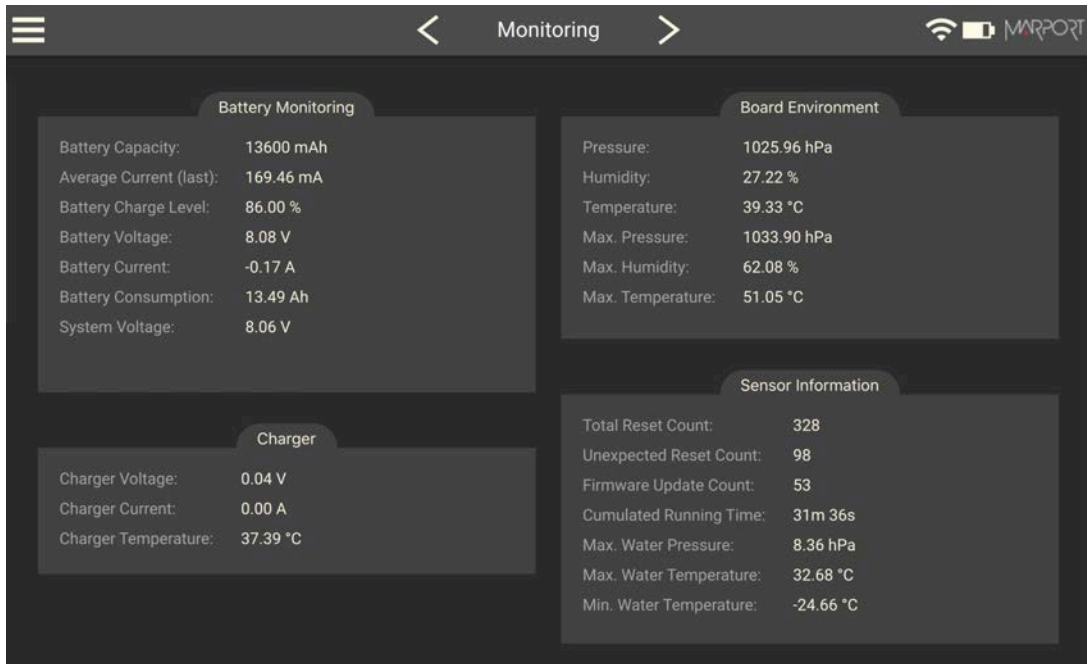 Monitoring
MARPORT
Battery Monitoring
Battery Capacity: 13600 mAh
Average Current (last): 169.46 mA
Battery Charge Level: 86.00 %
Battery Voltage: 8.08 V
Battery Current: -0.17 A
Battery Consumption: 13.49 Ah
System Voltage: 8.06 V
Charger
Charger Voltage: 0.04 V
Charger Current: 0.00 A
Charger Temperature: 37.39 °C
Board Environment
Pressure: 1025.96 hPa
Humidity: 27.22 %
Temperature: 39.33 °C
Max. Pressure: 1033.90 hPa
Max. Humidity: 62.08 %
Max. Temperature: 51.05 °C
Sensor Information
Total Reset Count: 328
Unexpected Reset Count: 98
Firmware Update Count: 53
Cumulated Running Time: 31m 36s
Max. Water Pressure: 8.36 hPa
Max. Water Temperature: 32.68 °C
Min. Water Temperature: -24.66 °C